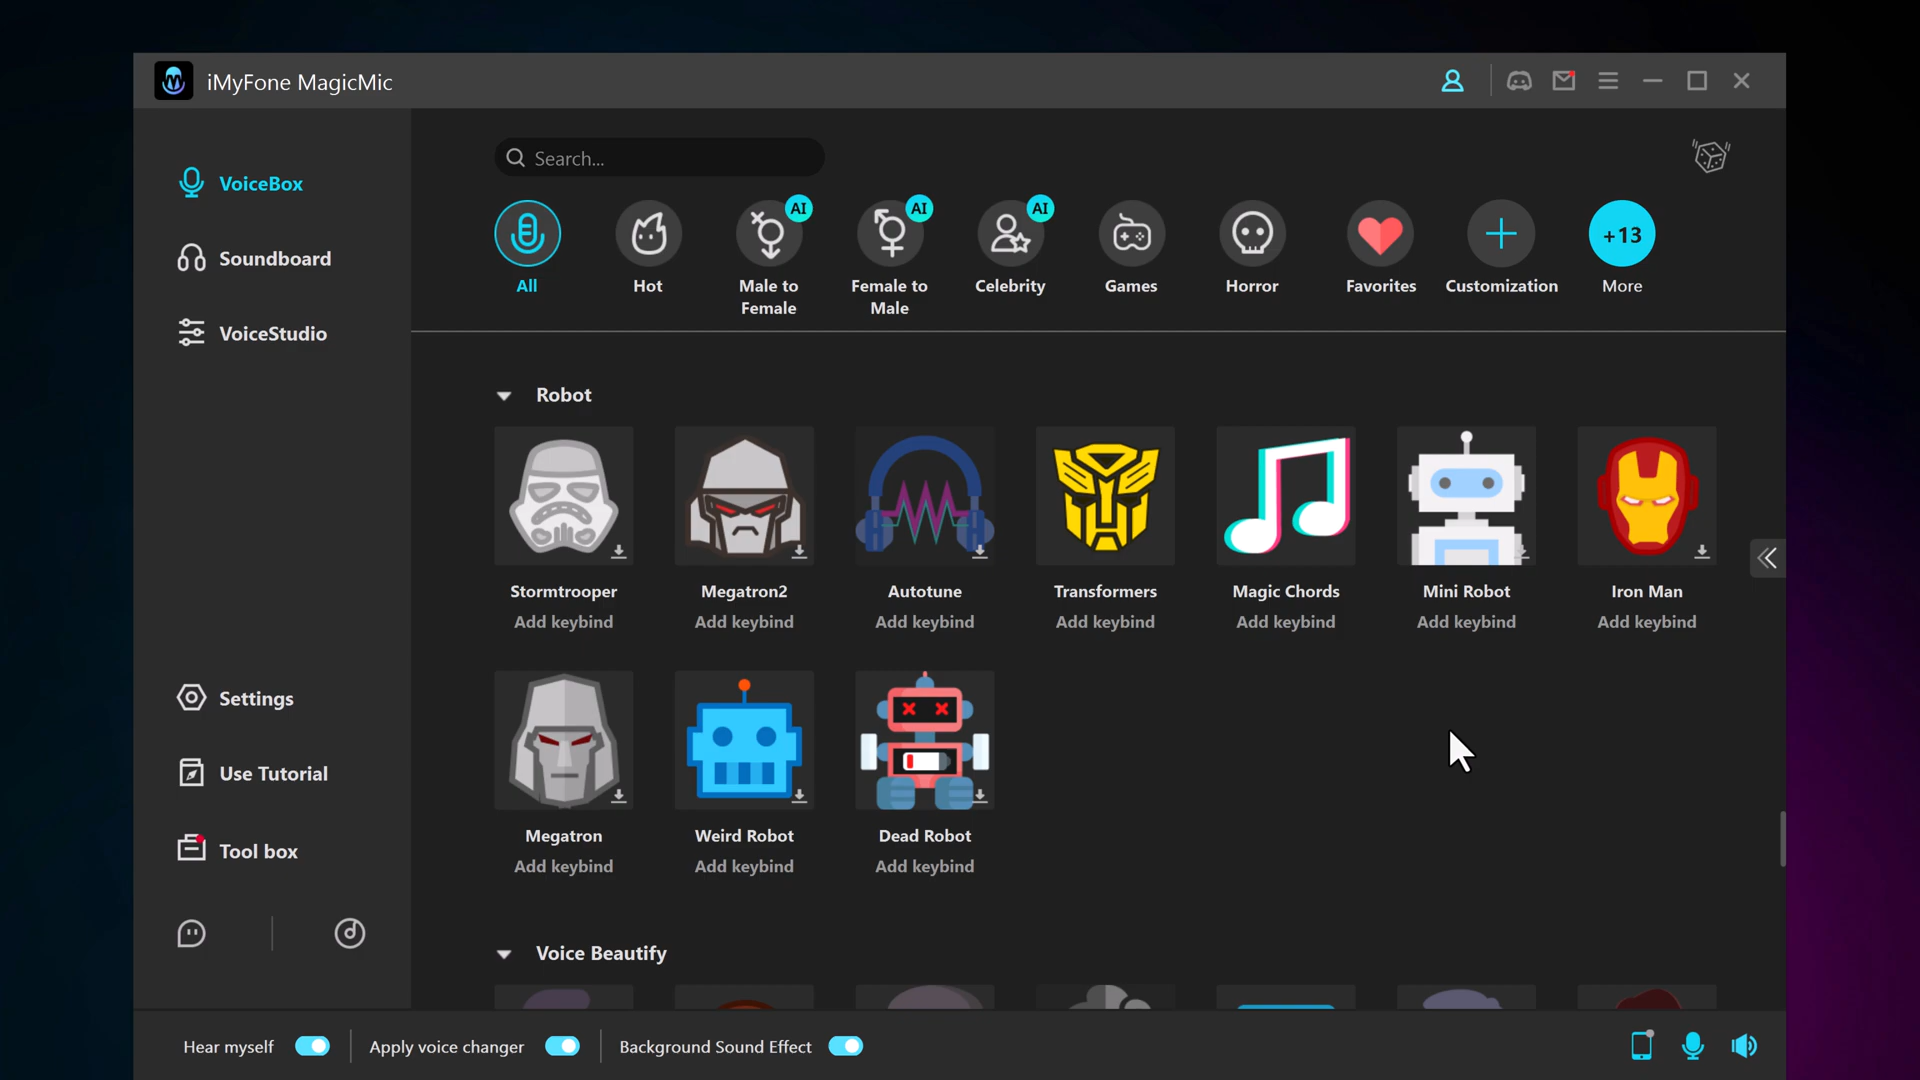 iMyFone MagicMic
VoiceBox
Soundboard
VoiceStudio
Settings
Use Tutorial
Tool box
Search...
AI
AI
AI
+13
All
Hot
Male to
Female
Female to
Male
Celebrity
Games
Horror
Favorites
Customization
More
Robot
Stormtrooper
Megatron2
Autotune
Transformers
Magic Chords
Mini Robot
Iron Man
Add keybind
Add keybind
Add keybind
Add keybind
Add keybind
Add keybind
Add keybind
Megatron
Weird Robot
Dead Robot
Add keybind
Add keybind
Add keybind
Voice Beautify
Hear myself
Apply voice changer
Background Sound Effect